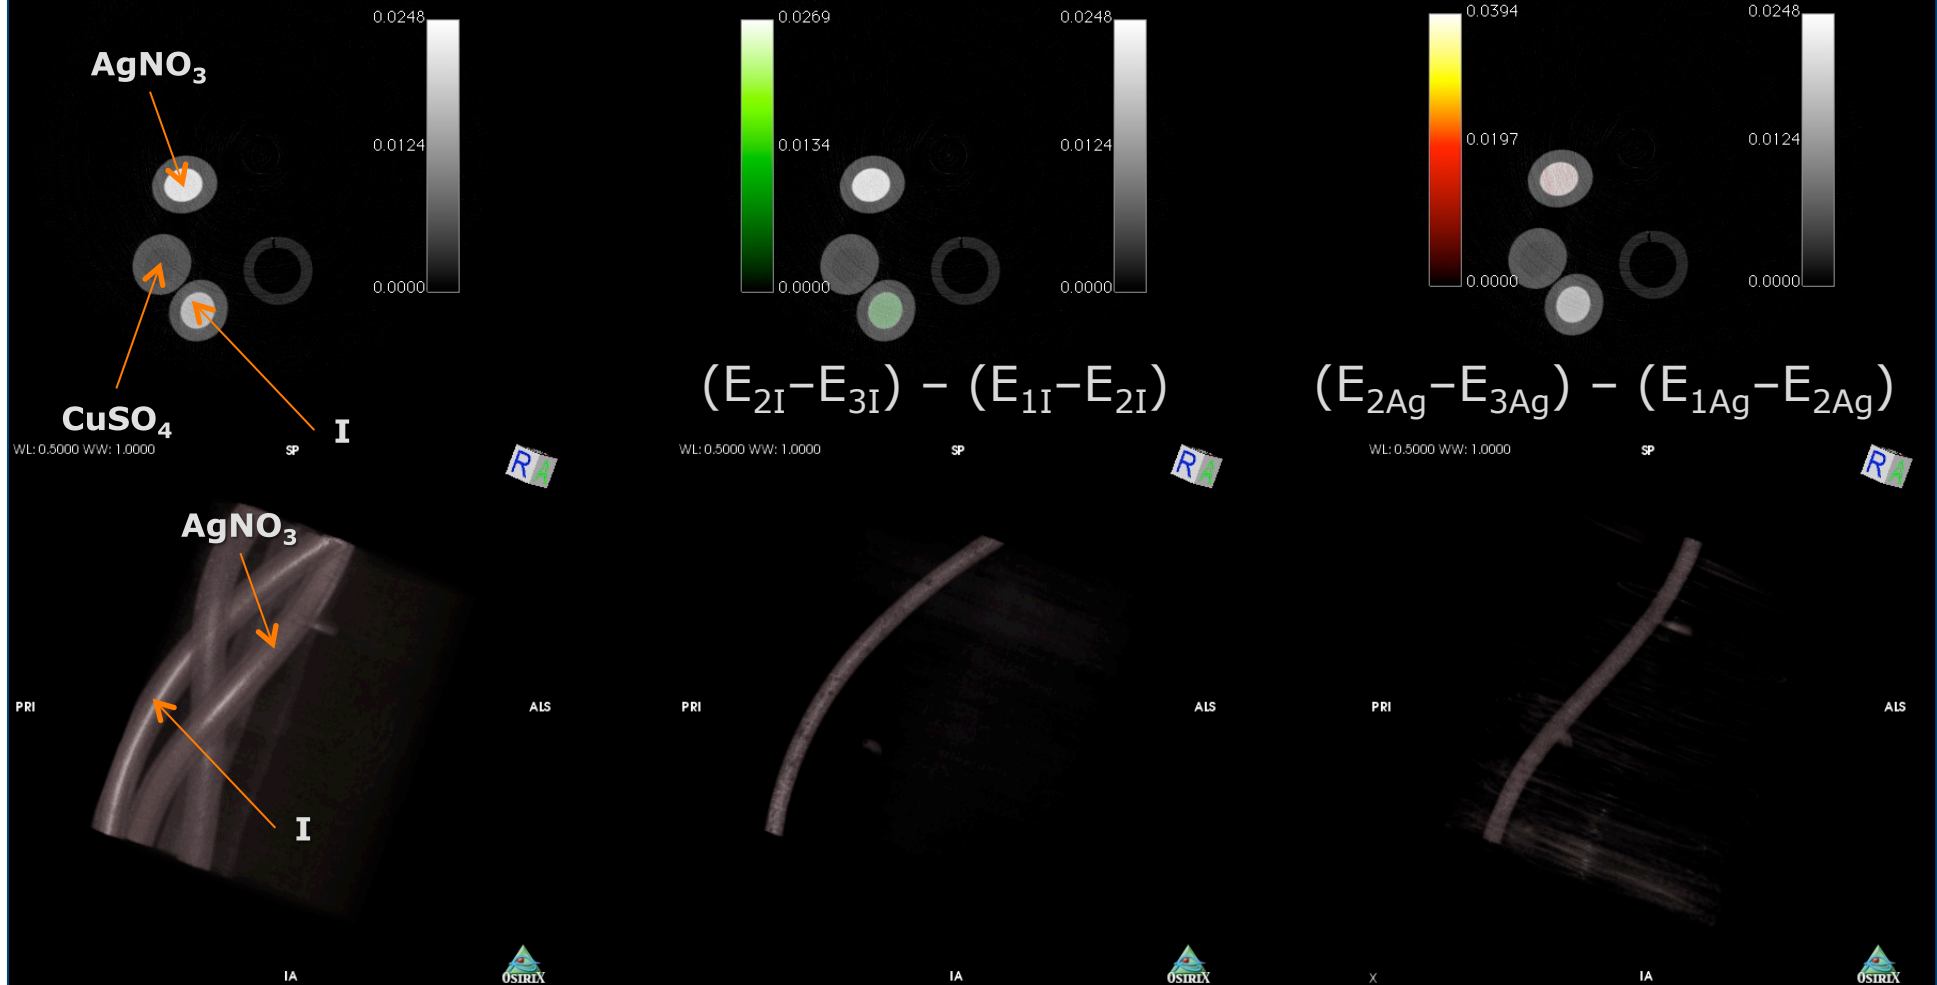 0.0248
0.0269
0.0248
0.0394
0.0248
AgNO₃
0.0124
0.0134
0.0124
0.0197
0.0124
0.0000
0.0000
0.0000
0.0000
0.0000
(E₂I–E₃I) – (E₁I–E₂I)
(E₂Ag–E₃Ag) – (E₁Ag–E₂Ag)
CuSO₄
I
WL: 0.5000 WW: 1.0000
SP
R A
WL: 0.5000 WW: 1.0000
SP
R A
WL: 0.5000 WW: 1.0000
SP
R A
AgNO₃
PRI
ALS
PRI
ALS
PRI
ALS
I
IA
OSIRIX
IA
OSIRIX
X
IA
OSIRIX